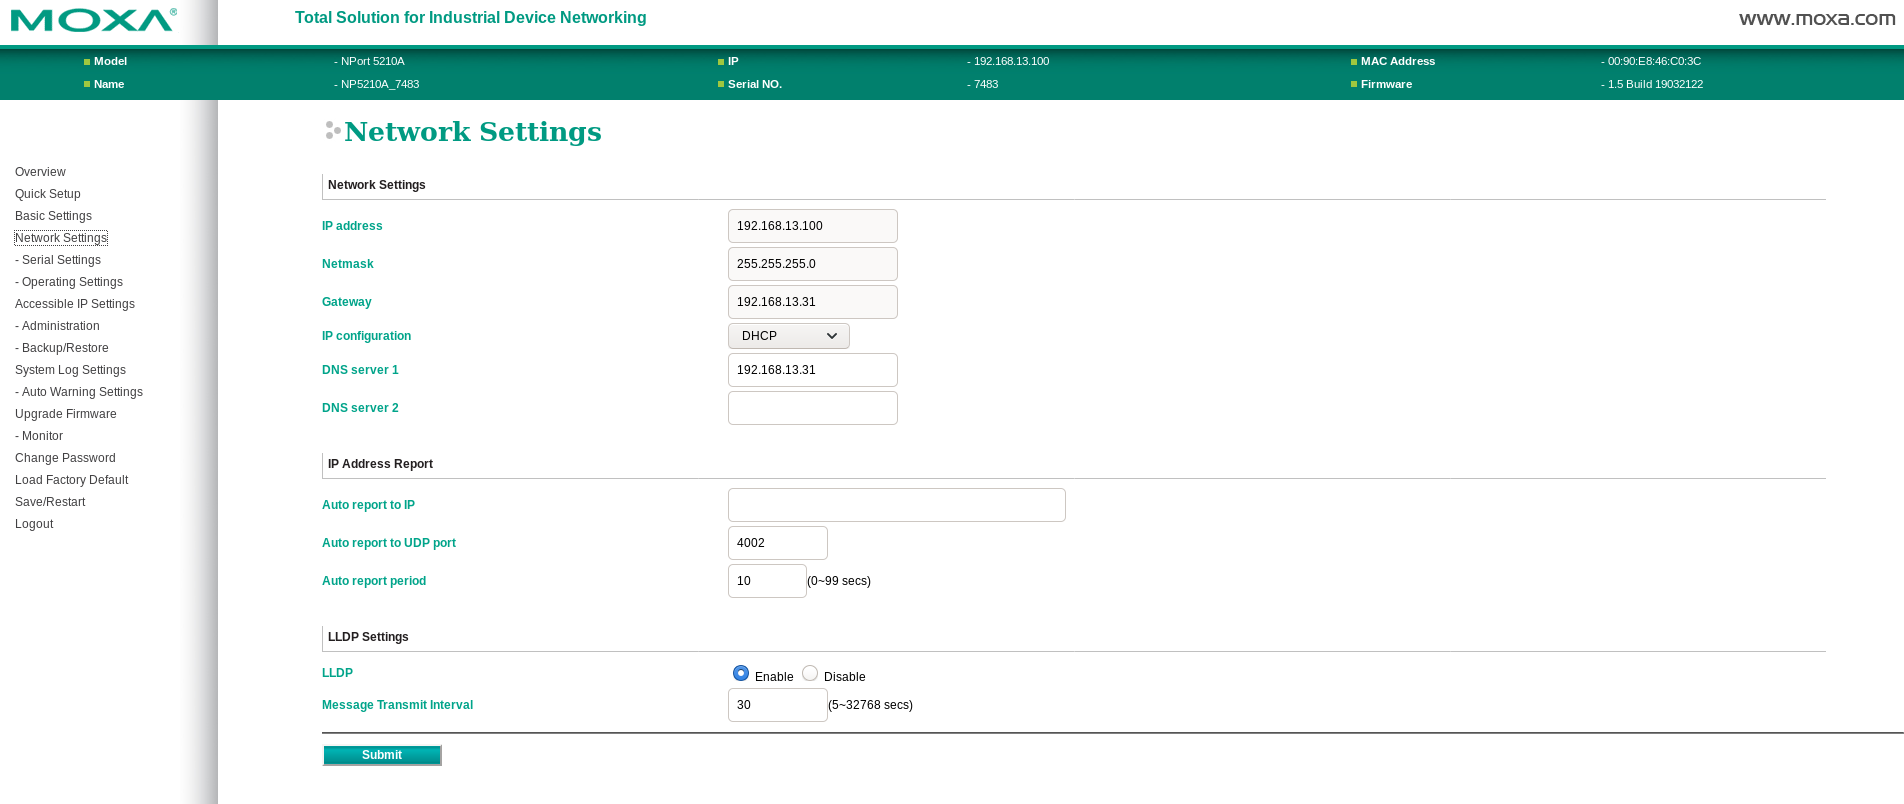 MOXA®
Total Solution for Industrial Device Networking
www.moxa.com
Model - NPort 5210A IP - 192.168.13.100 MAC Address - 00:90:E8:46:C0:3C
Name - NP5210A_7483 Serial NO. - 7483 Firmware - 1.5 Build 19032122
Overview
Quick Setup
Basic Settings
Network Settings
- Serial Settings
- Operating Settings
Accessible IP Settings
- Administration
- Backup/Restore
System Log Settings
- Auto Warning Settings
Upgrade Firmware
- Monitor
Change Password
Load Factory Default
Save/Restart
Logout
Network Settings
Network Settings
IP address 192.168.13.100
Netmask 255.255.255.0
Gateway 192.168.13.31
IP configuration DHCP
DNS server 1 192.168.13.31
DNS server 2
IP Address Report
Auto report to IP
Auto report to UDP port 4002
Auto report period 10 (0~99 secs)
LLDP Settings
LLDP Enable Disable
Message Transmit Interval 30 (5~32768 secs)
Submit